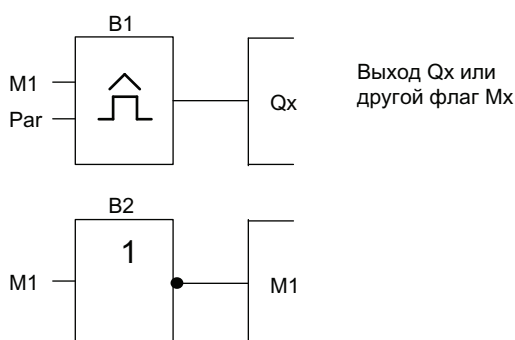 B1
M1
Par
Qx
Выход Qx или
другой флаг Mx
B2
1
M1
M1